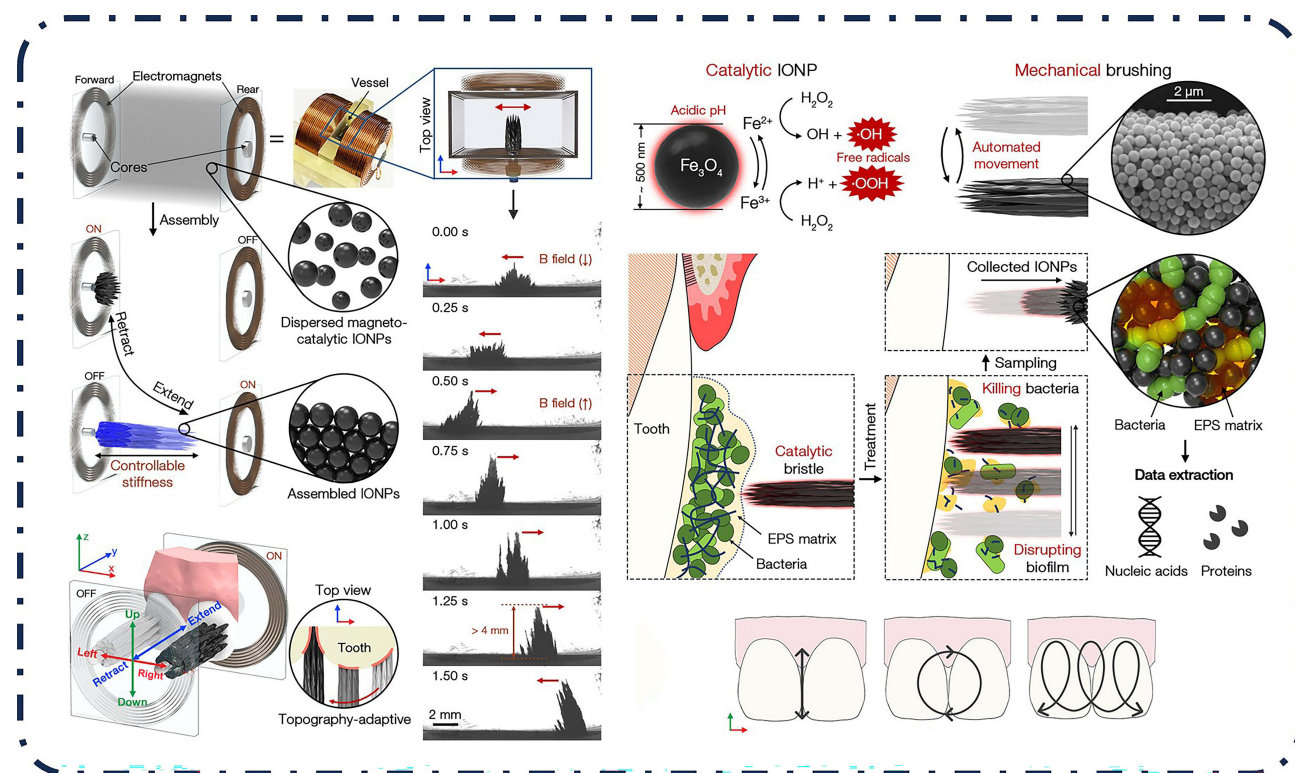 Forward
Electromagnets
Rear
Cores
Assembly
=
Vessel
Top view
ON
OFF
Dispersed magneto-
catalytic IONPs
Retract
Extend
OFF
ON
Controllable
stiffness
Assembled IONPs
z
y
x
ON
OFF
Up
Extend
Left
Right
Retract
Down
Top view
Tooth
Topography-adaptive
0.00 s
B field (↓)
0.25 s
0.50 s
B field (↑)
0.75 s
1.00 s
1.25 s
> 4 mm
1.50 s
2 mm
Catalytic IONP
Acidic pH
~ 500 nm
Fe₃O₄
Fe²⁺
Fe³⁺
H₂O₂
OH + ·OH
Free radicals
H⁺ + ·OOH
H₂O₂
Mechanical brushing
Automated
movement
2 μm
Tooth
Catalytic
bristle
EPS matrix
Bacteria
Treatment
Collected IONPs
Sampling
Killing bacteria
Disrupting
biofilm
Bacteria
EPS matrix
Data extraction
Nucleic acids
Proteins